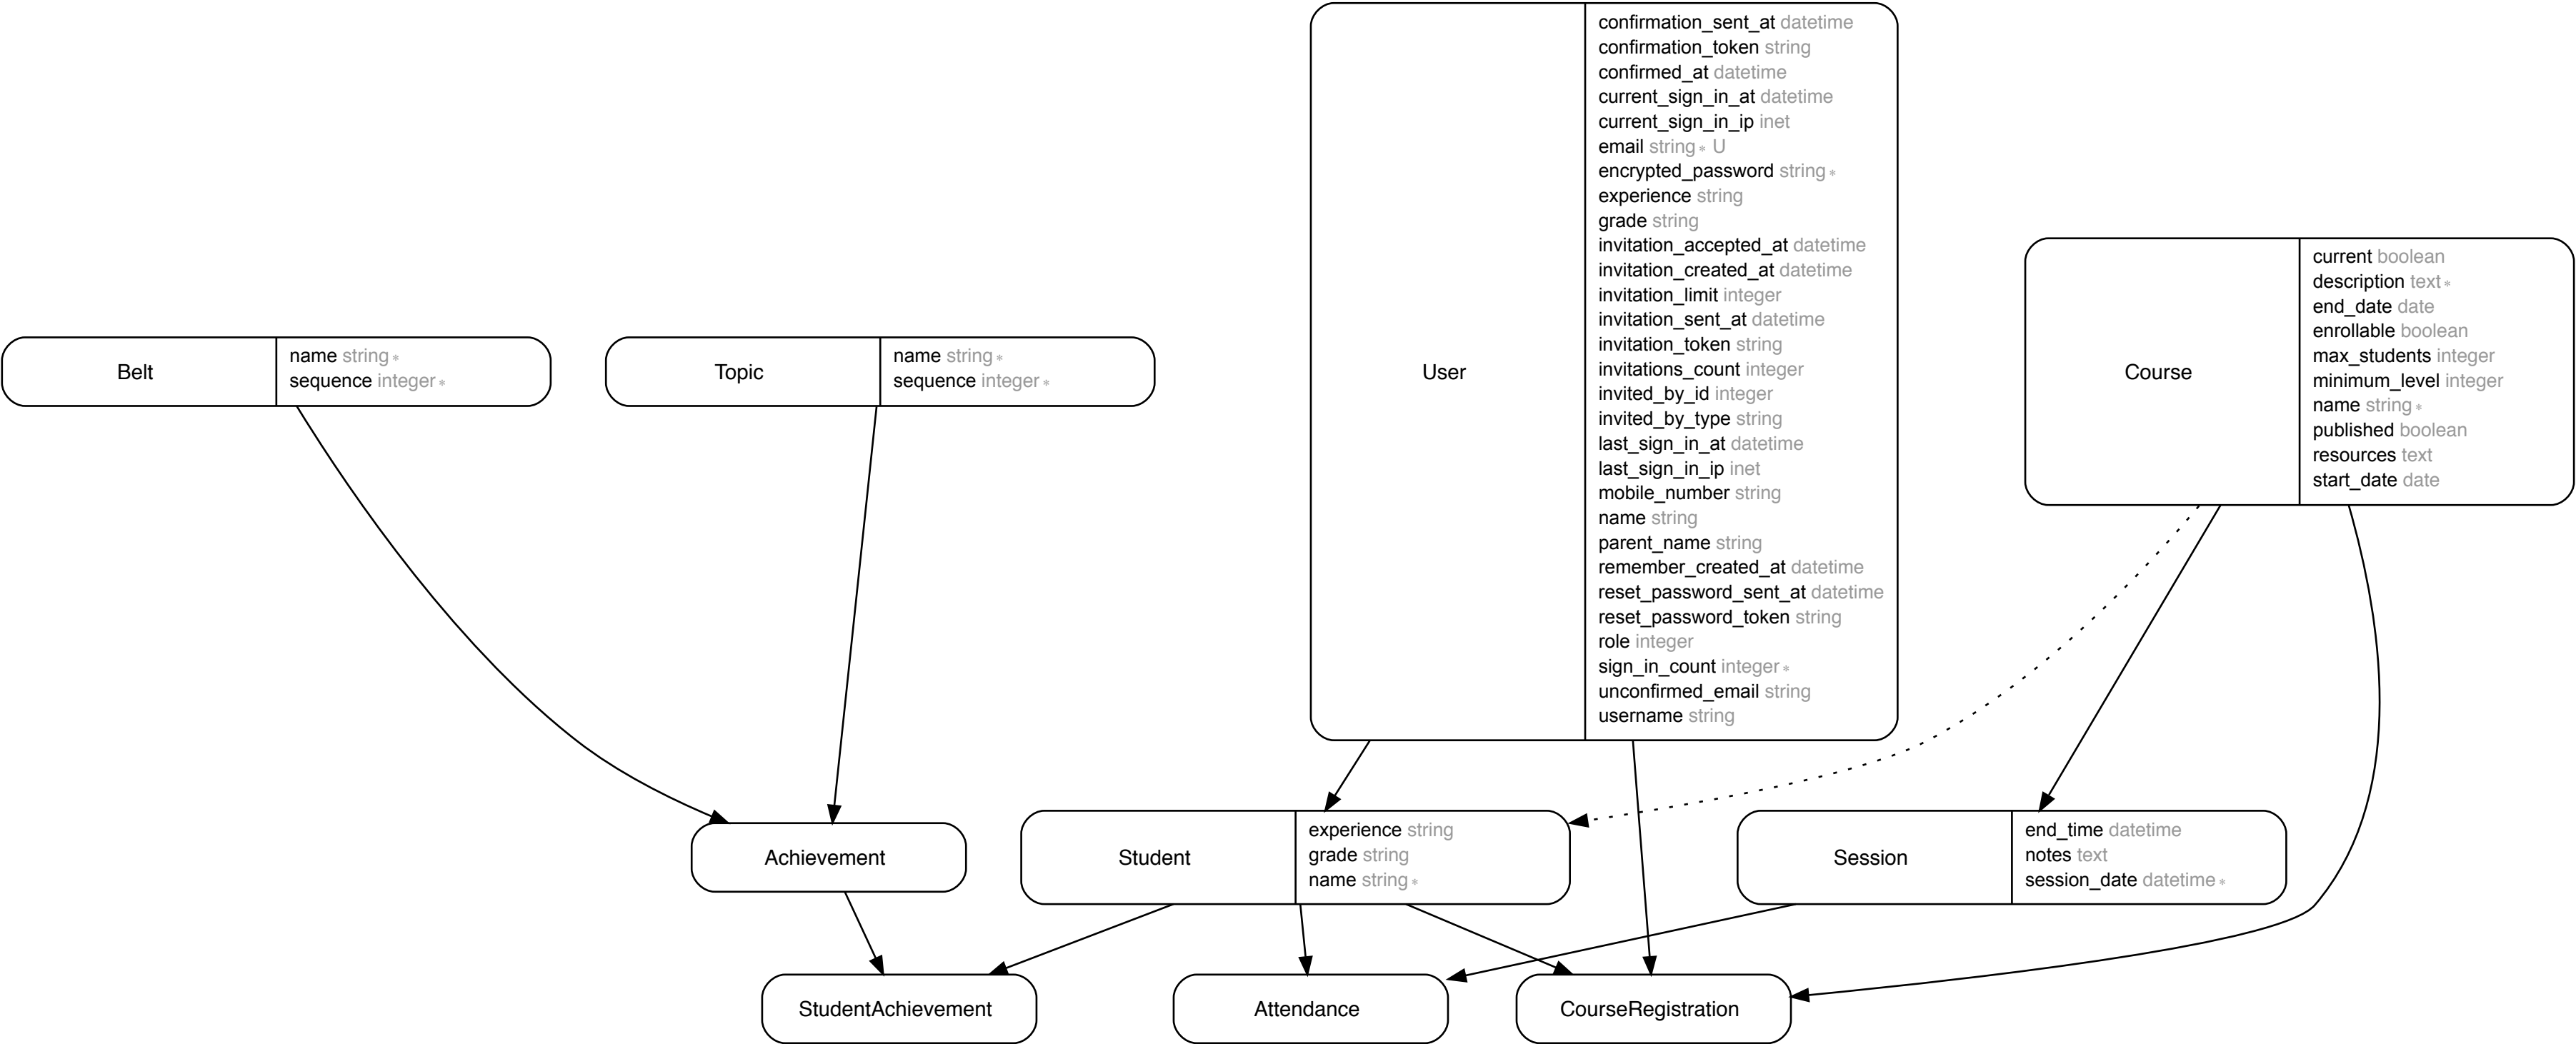 Belt
name string *
sequence integer *
Topic
name string *
sequence integer *
User
confirmation_sent_at datetime
confirmation_token string
confirmed_at datetime
current_sign_in_at datetime
current_sign_in_ip inet
email string * U
encrypted_password string *
experience string
grade string
invitation_accepted_at datetime
invitation_created_at datetime
invitation_limit integer
invitation_sent_at datetime
invitation_token string
invitations_count integer
invited_by_id integer
invited_by_type string
last_sign_in_at datetime
last_sign_in_ip inet
mobile_number string
name string
parent_name string
remember_created_at datetime
reset_password_sent_at datetime
reset_password_token string
role integer
sign_in_count integer *
unconfirmed_email string
username string
Course
current boolean
description text *
end_date date
enrollable boolean
max_students integer
minimum_level integer
name string *
published boolean
resources text
start_date date
Achievement
Student
experience string
grade string
name string *
Session
end_time datetime
notes text
session_date datetime *
StudentAchievement
Attendance
CourseRegistration